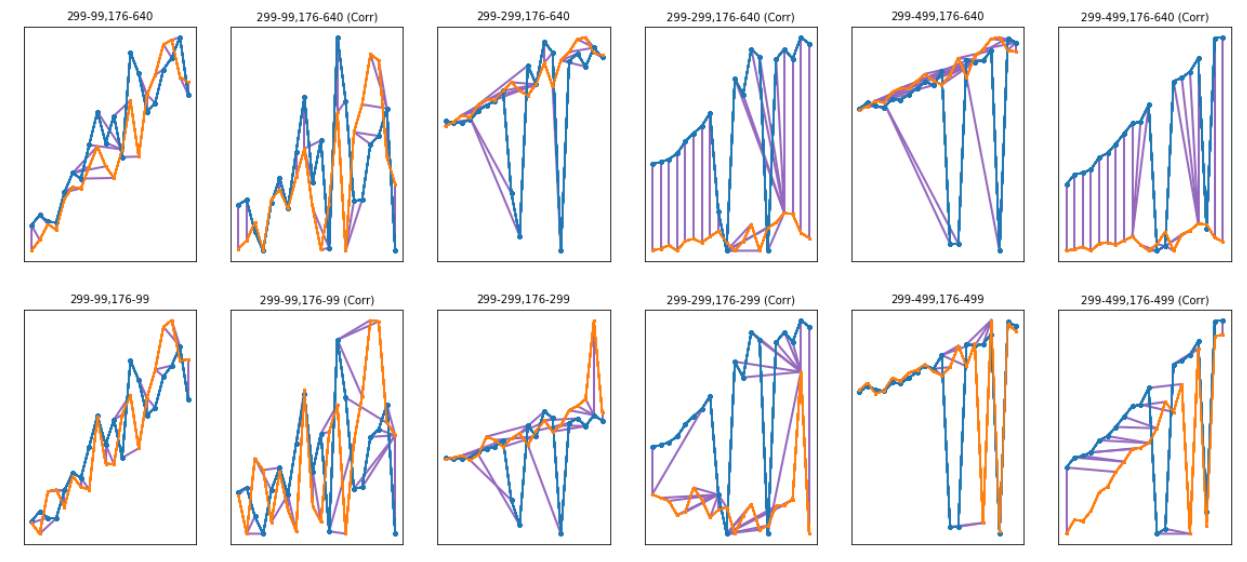 299-99,176-640
299-99,176-640 (Corr)
299-299,176-640
299-299,176-640 (Corr)
299-499,176-640
299-499,176-640 (Corr)
299-99,176-99
299-99,176-99 (Corr)
299-299,176-299
299-299,176-299 (Corr)
299-499,176-499
299-499,176-499 (Corr)